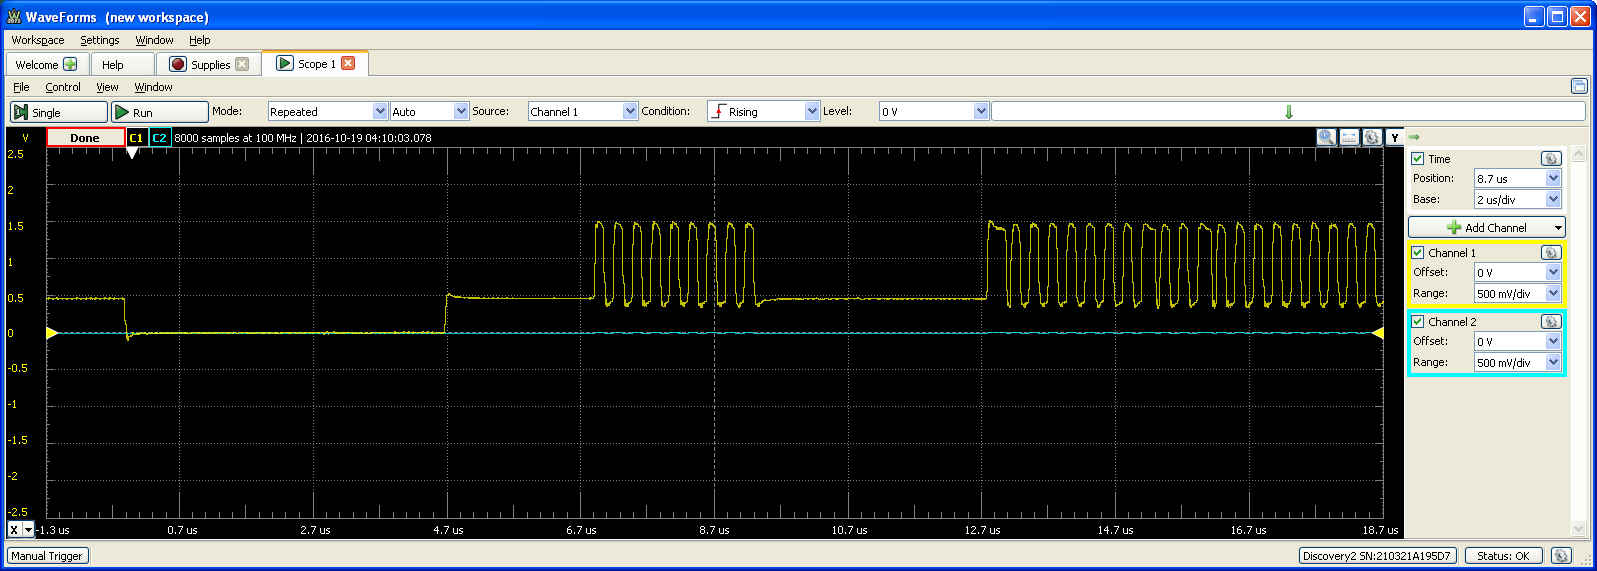 WaveForms (new workspace)
Workspace Settings Window Help
Welcome Help Supplies Scope 1
File Control View Window
Single Run Mode: Repeated Auto Source: Channel 1 Condition: Rising Level: 0 V
V Done C1 C2 8000 samples at 100 MHz | 2016-10-19 04:10:03.078 Y
2.5
2
1.5
1
0.5
0
-0.5
-1
-1.5
-2
-2.5
X -1.3 us 0.7 us 2.7 us 4.7 us 6.7 us 8.7 us 10.7 us 12.7 us 14.7 us 16.7 us 18.7 us
Time
Position: 8.7 us
Base: 2 us/div
Add Channel
Channel 1
Offset: 0 V
Range: 500 mV/div
Channel 2
Offset: 0 V
Range: 500 mV/div
Manual Trigger Discovery2 SN:210321A195D7 Status: OK